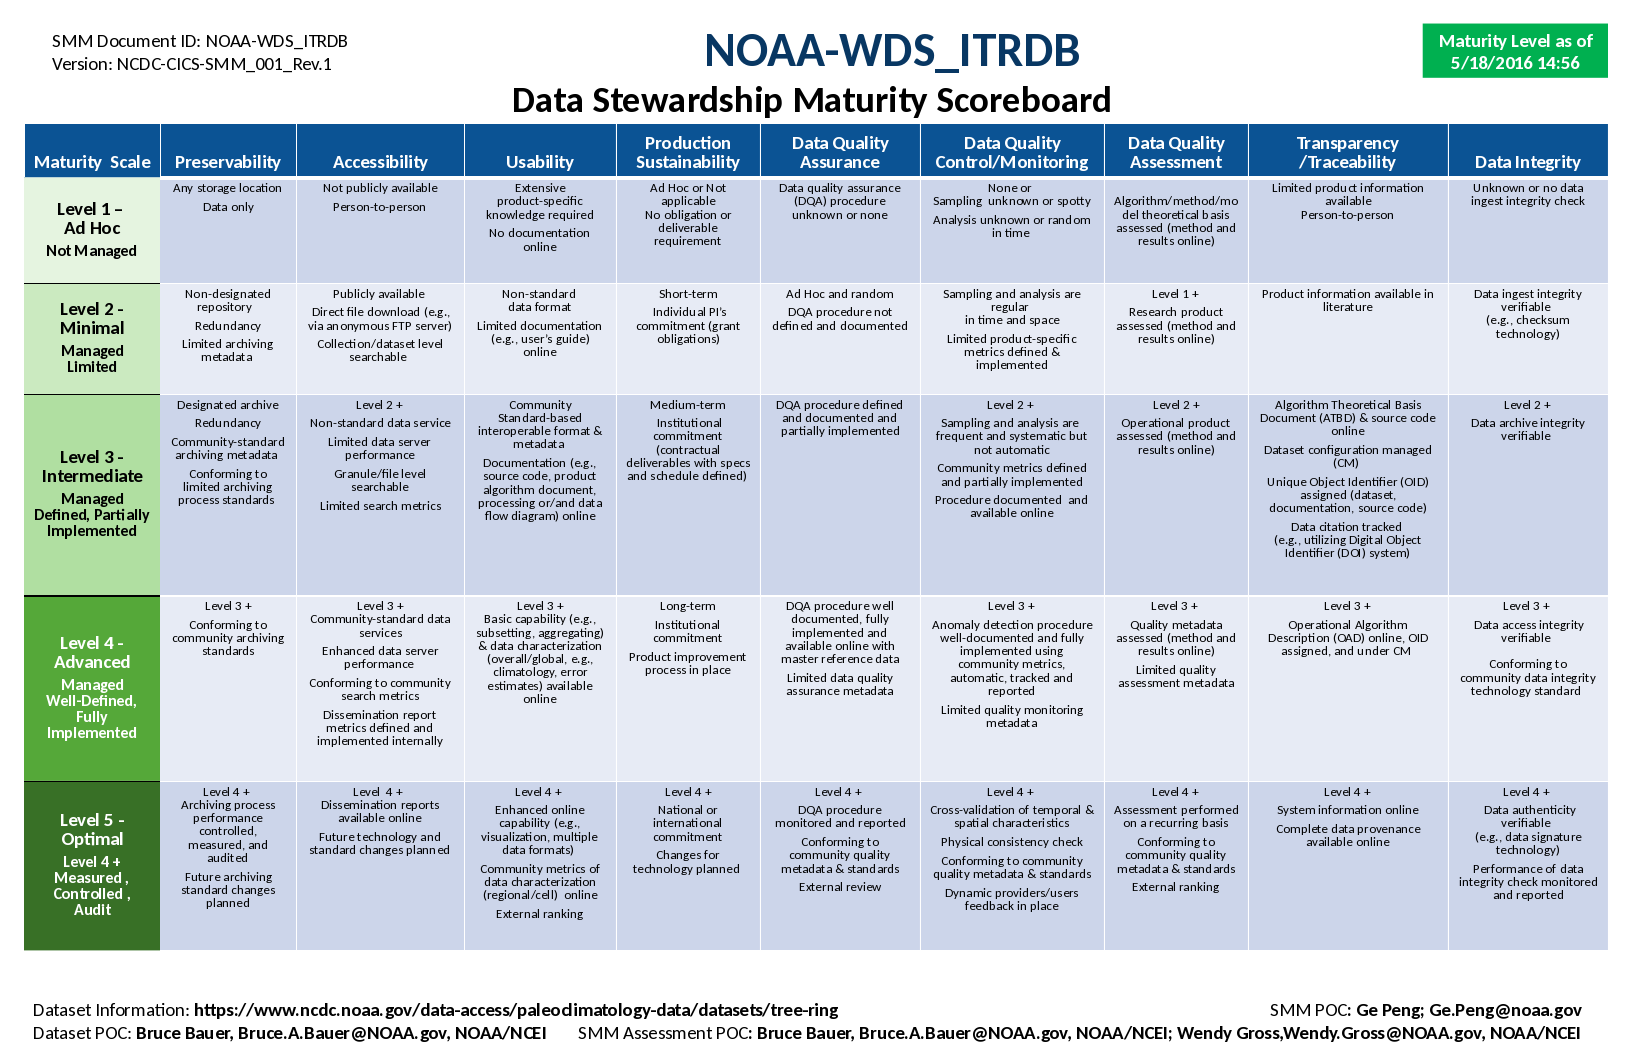 SMM Document ID: NOAA-WDS_ITRDB
Version: NCDC-CICS-SMM_001_Rev.1
NOAA-WDS_ITRDB
Maturity Level as of
5/18/2016 14:56
Data Stewardship Maturity Scoreboard
Maturity Scale
Preservability
Accessibility
Usability
Production
Sustainability
Data Quality
Assurance
Data Quality
Control/Monitoring
Data Quality
Assessment
Transparency
/Traceability
Data Integrity
Level 1 –
Ad Hoc
Not Managed
Any storage location
Data only
Not publicly available
Person-to-person
Extensive
product-specific
knowledge required
No documentation
online
Ad Hoc or Not
applicable
No obligation or
deliverable
requirement
Data quality assurance
(DQA) procedure
unknown or none
None or
Sampling unknown or spotty
Analysis unknown or random
in time
Algorithm/method/mo
del theoretical basis
assessed (method and
results online)
Limited product information
available
Person-to-person
Unknown or no data
ingest integrity check
Level 2 -
Minimal
Managed
Limited
Non-designated
repository
Redundancy
Limited archiving
metadata
Publicly available
Direct file download (e.g.,
via anonymous FTP server)
Collection/dataset level
searchable
Non-standard
data format
Limited documentation
(e.g., user's guide)
online
Short-term
Individual PI's
commitment (grant
obligations)
Ad Hoc and random
DQA procedure not
defined and documented
Sampling and analysis are
regular
in time and space
Limited product-specific
metrics defined &
implemented
Level 1 +
Research product
assessed (method and
results online)
Product information available in
literature
Data ingest integrity
verifiable
(e.g., checksum
technology)
Level 3 -
Intermediate
Managed
Defined, Partially
Implemented
Designated archive
Redundancy
Community-standard
archiving metadata
Conforming to
limited archiving
process standards
Level 2 +
Non-standard data service
Limited data server
performance
Granule/file level
searchable
Limited search metrics
Community
Standard-based
interoperable format &
metadata
Documentation (e.g.,
source code, product
algorithm document,
processing or/and data
flow diagram) online
Medium-term
Institutional
commitment
(contractual
deliverables with specs
and schedule defined)
DQA procedure defined
and documented and
partially implemented
Level 2 +
Sampling and analysis are
frequent and systematic but
not automatic
Community metrics defined
and partially implemented
Procedure documented and
available online
Level 2 +
Operational product
assessed (method and
results online)
Algorithm Theoretical Basis
Document (ATBD) & source code
online
Dataset configuration managed
(CM)
Unique Object Identifier (OID)
assigned (dataset,
documentation, source code)
Data citation tracked
(e.g., utilizing Digital Object
Identifier (DOI) system)
Level 2 +
Data archive integrity
verifiable
Level 4 -
Advanced
Managed
Well-Defined,
Fully
Implemented
Level 3 +
Conforming to
community archiving
standards
Level 3 +
Community-standard data
services
Enhanced data server
performance
Conforming to community
search metrics
Dissemination report
metrics defined and
implemented internally
Level 3 +
Basic capability (e.g.,
subsetting, aggregating)
& data characterization
(overall/global, e.g.,
climatology, error
estimates) available
online
Long-term
Institutional
commitment
Product improvement
process in place
DQA procedure well
documented, fully
implemented and
available online with
master reference data
Limited data quality
assurance metadata
Level 3 +
Anomaly detection procedure
well-documented and fully
implemented using
community metrics,
automatic, tracked and
reported
Limited quality monitoring
metadata
Level 3 +
Quality metadata
assessed (method and
results online)
Limited quality
assessment metadata
Level 3 +
Operational Algorithm
Description (OAD) online, OID
assigned, and under CM
Level 3 +
Data access integrity
verifiable
Conforming to
community data integrity
technology standard
Level 5 -
Optimal
Level 4 +
Measured ,
Controlled ,
Audit
Level 4 +
Archiving process
performance
controlled,
measured, and
audited
Future archiving
standard changes
planned
Level 4 +
Dissemination reports
available online
Future technology and
standard changes planned
Level 4 +
Enhanced online
capability (e.g.,
visualization, multiple
data formats)
Community metrics of
data characterization
(regional/cell) online
External ranking
Level 4 +
National or
international
commitment
Changes for
technology planned
Level 4 +
DQA procedure
monitored and reported
Conforming to
community quality
metadata & standards
External review
Level 4 +
Cross-validation of temporal &
spatial characteristics
Physical consistency check
Conforming to community
quality metadata & standards
Dynamic providers/users
feedback in place
Level 4 +
Assessment performed
on a recurring basis
Conforming to
community quality
metadata & standards
External ranking
Level 4 +
System information online
Complete data provenance
available online
Level 4 +
Data authenticity
verifiable
(e.g., data signature
technology)
Performance of data
integrity check monitored
and reported
Dataset Information: https://www.ncdc.noaa.gov/data-access/paleoclimatology-data/datasets/tree-ring
SMM POC: Ge Peng; Ge.Peng@noaa.gov
Dataset POC: Bruce Bauer, Bruce.A.Bauer@NOAA.gov, NOAA/NCEI
SMM Assessment POC: Bruce Bauer, Bruce.A.Bauer@NOAA.gov, NOAA/NCEI; Wendy Gross,Wendy.Gross@NOAA.gov, NOAA/NCEI